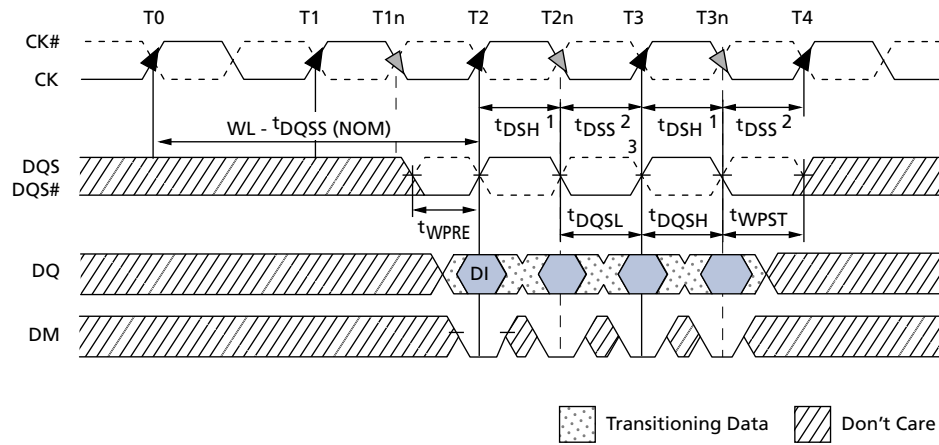 T0 T1 T1n T2 T2n T3 T3n T4
CK#
CK
WL - tDQSS (NOM)
tDSH 1 tDSS 2 tDSH 1 tDSS 2
3
DQS
DQS#
tWPRE
tDQSL tDQSH tWPST
DQ
DI
DM
Transitioning Data Don't Care